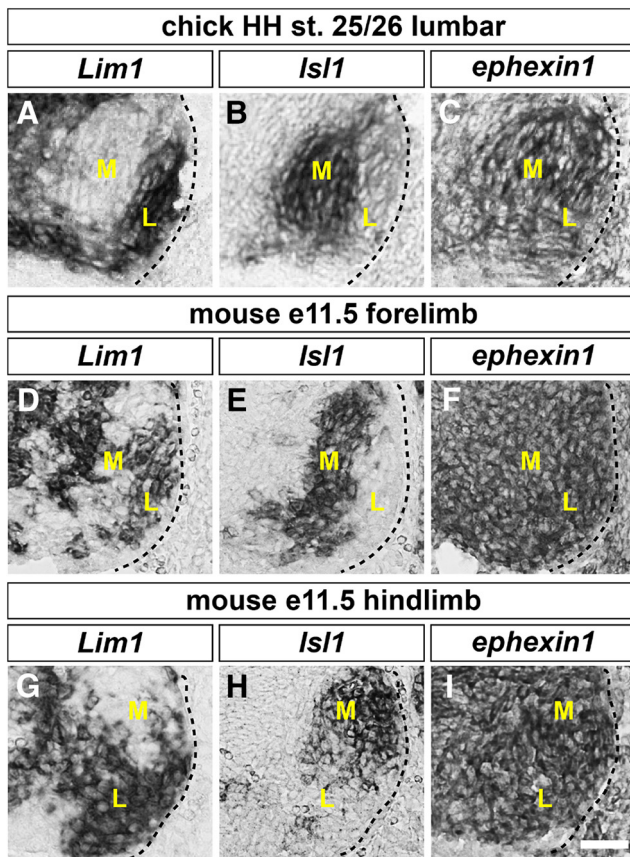 chick HH st. 25/26 lumbar
Lim1 Isl1 ephexin1
A B C
M M M
L L L
mouse e11.5 forelimb
Lim1 Isl1 ephexin1
D E F
M M M
L L L
mouse e11.5 hindlimb
Lim1 Isl1 ephexin1
G H I
M M M
L L L